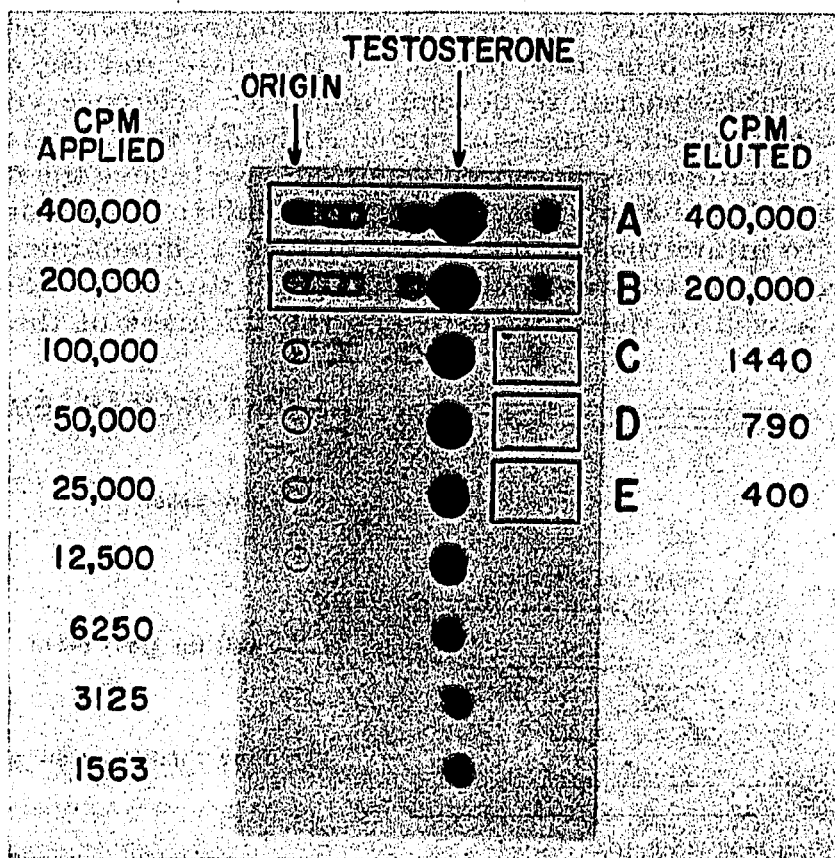 TESTOSTERONE
ORIGIN
CPM APPLIED
CPM ELUTED
400,000 A 400,000
200,000 B 200,000
100,000 C 1440
50,000 D 790
25,000 E 400
12,500
6250
3125
1563